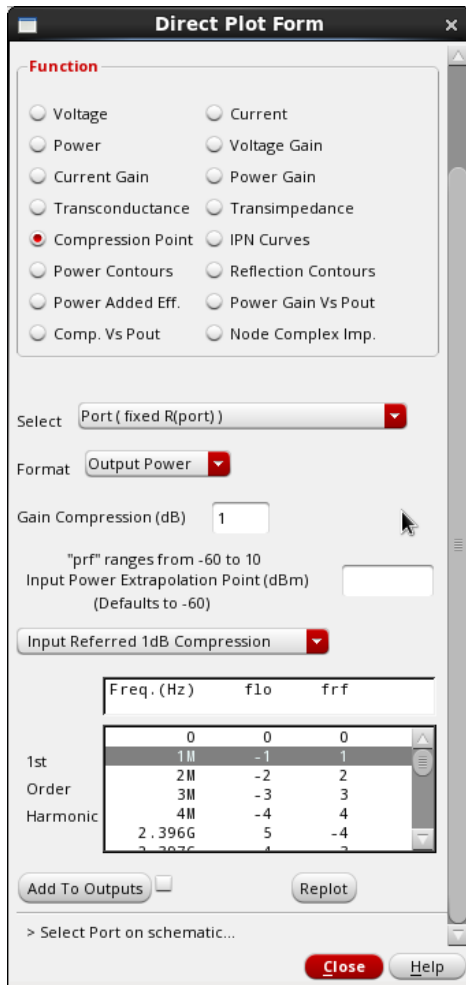 Direct Plot Form
Function
Voltage Current
Power Voltage Gain
Current Gain Power Gain
Transconductance Transimpedance
Compression Point IPN Curves
Power Contours Reflection Contours
Power Added Eff. Power Gain Vs Pout
Comp. Vs Pout Node Complex Imp.
Select Port ( fixed R(port) )
Format Output Power
Gain Compression (dB) 1
"prf" ranges from -60 to 10
Input Power Extrapolation Point (dBm)
(Defaults to -60)
Input Referred 1dB Compression
Freq.(Hz) flo frf
1st
Order
Harmonic
0 0 0
1M -1 1
2M -2 2
3M -3 3
4M -4 4
2.396G 5 -4
Add To Outputs Replot
> Select Port on schematic...
Close Help